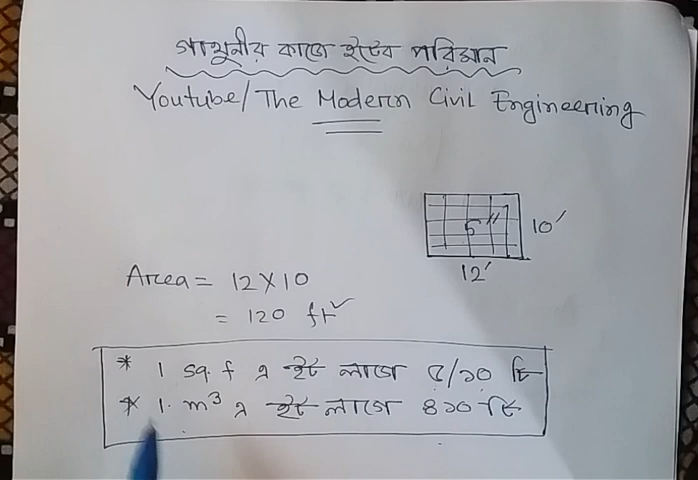 গাথুনীর কাজে ইটের পরিমান
Youtube/The Modern Civil Engineering
5"
10'
12'
Area = 12X10
= 120 ft²
* 1 sq.f এ ইট লাগে ৫/১০ টি
* 1. m³ এ ইট লাগে ৪১০ টি